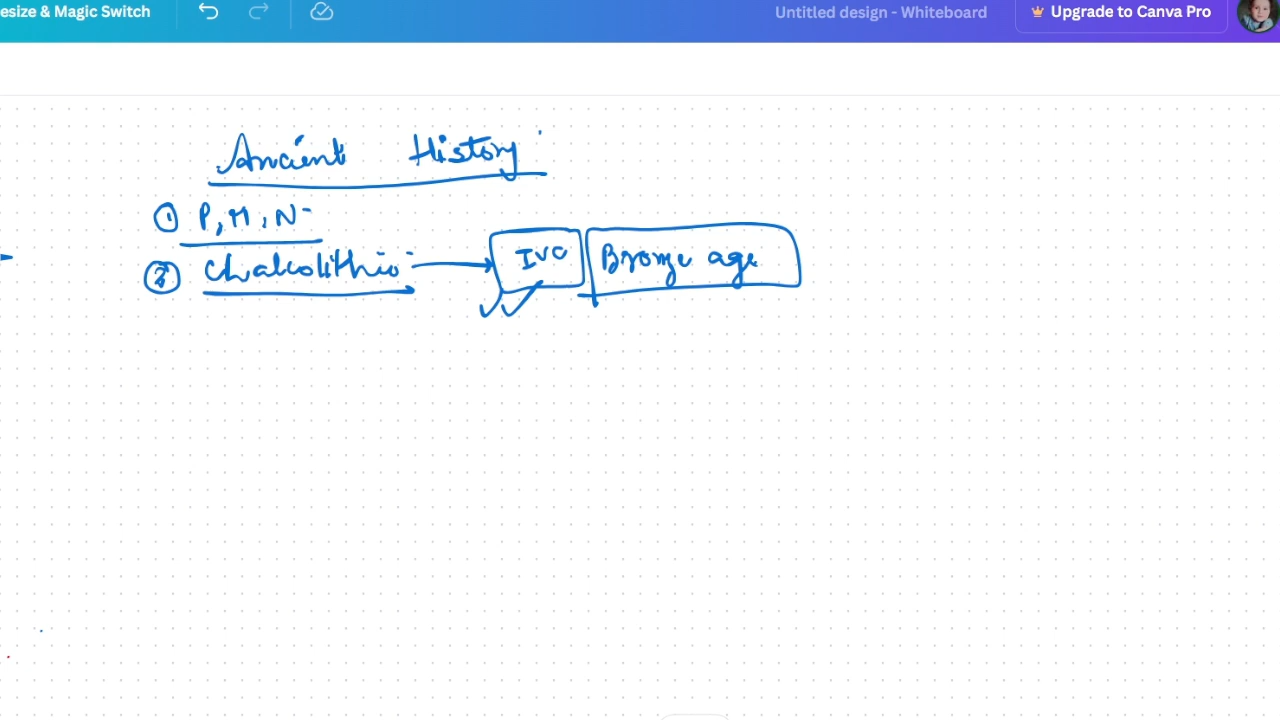 esize & Magic Switch
Untitled design - Whiteboard
Upgrade to Canva Pro
Ancient History
① P, M, N
② Chalcolithic → IVC Bronze age